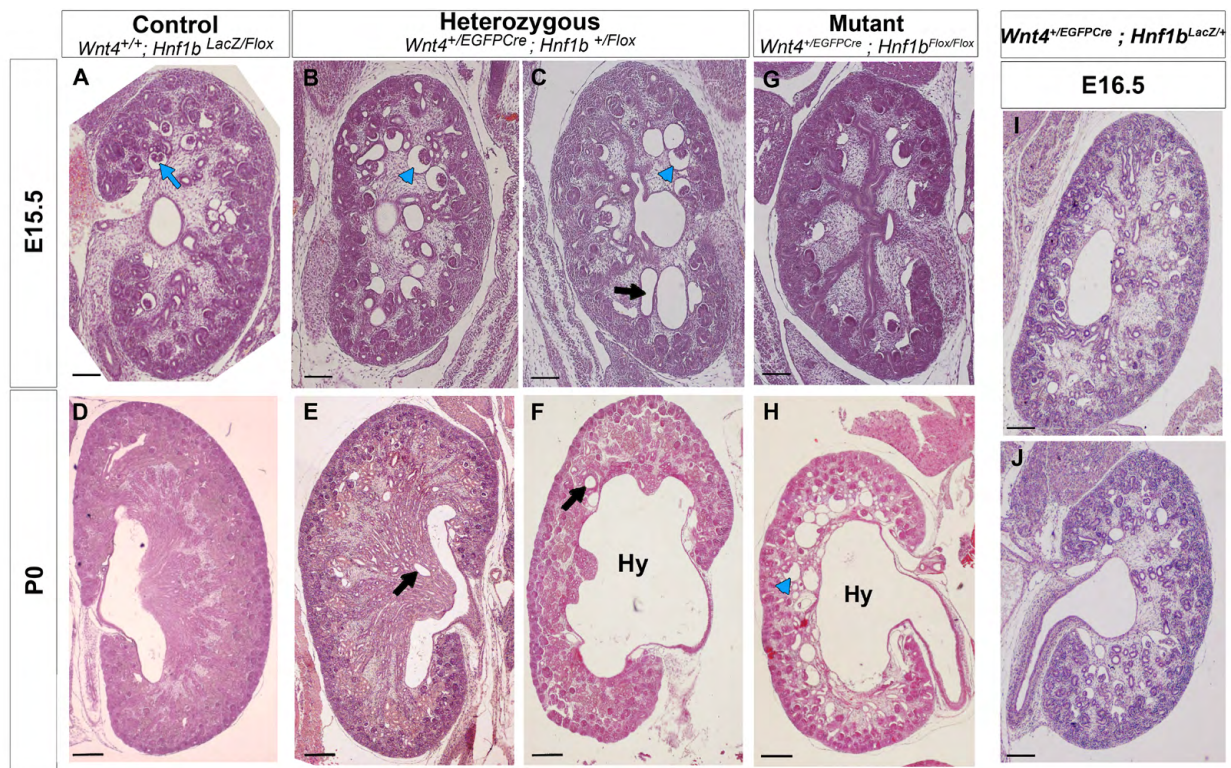 Control
Wnt4+/+; Hnf1b LacZ/Flox
Heterozygous
Wnt4+/EGFPCre ; Hnf1b +/Flox
Mutant
Wnt4+/EGFPCre ; Hnf1bFlox/Flox
Wnt4+/EGFPCre ; Hnf1bLacZ/+
E16.5
E15.5
A
B
C
G
I
P0
D
E
F
Hy
H
Hy
J